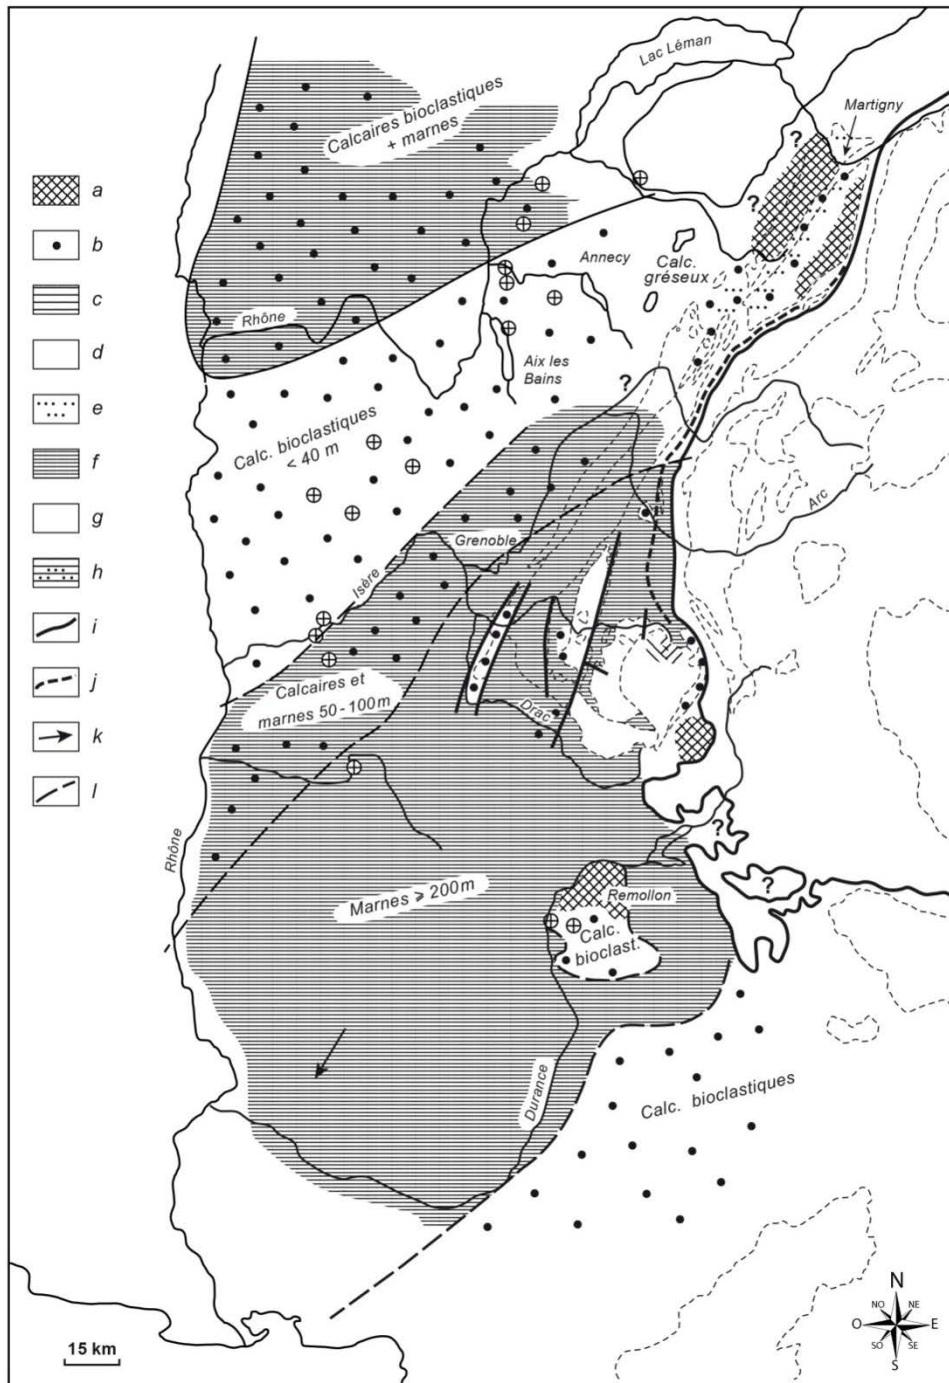 Lac Léman
Martigny
Calcaires bioclastiques
+ marnes
?
?
a
b
c
d
e
f
g
h
i
j
k
l
Annecy
Calc.
gréseux
Rhône
Aix les
Bains
?
Calc. bioclastiques
< 40 m
Arc
Grenoble
Isère
Calcaires et
marnes 50-100m
Drac
Rhône
?
?
Marnes ⩾ 200m
Remollon
Calc.
bioclast.
Durance
Calc. bioclastiques
N
NO
NE
O
E
SO
SE
S
15 km